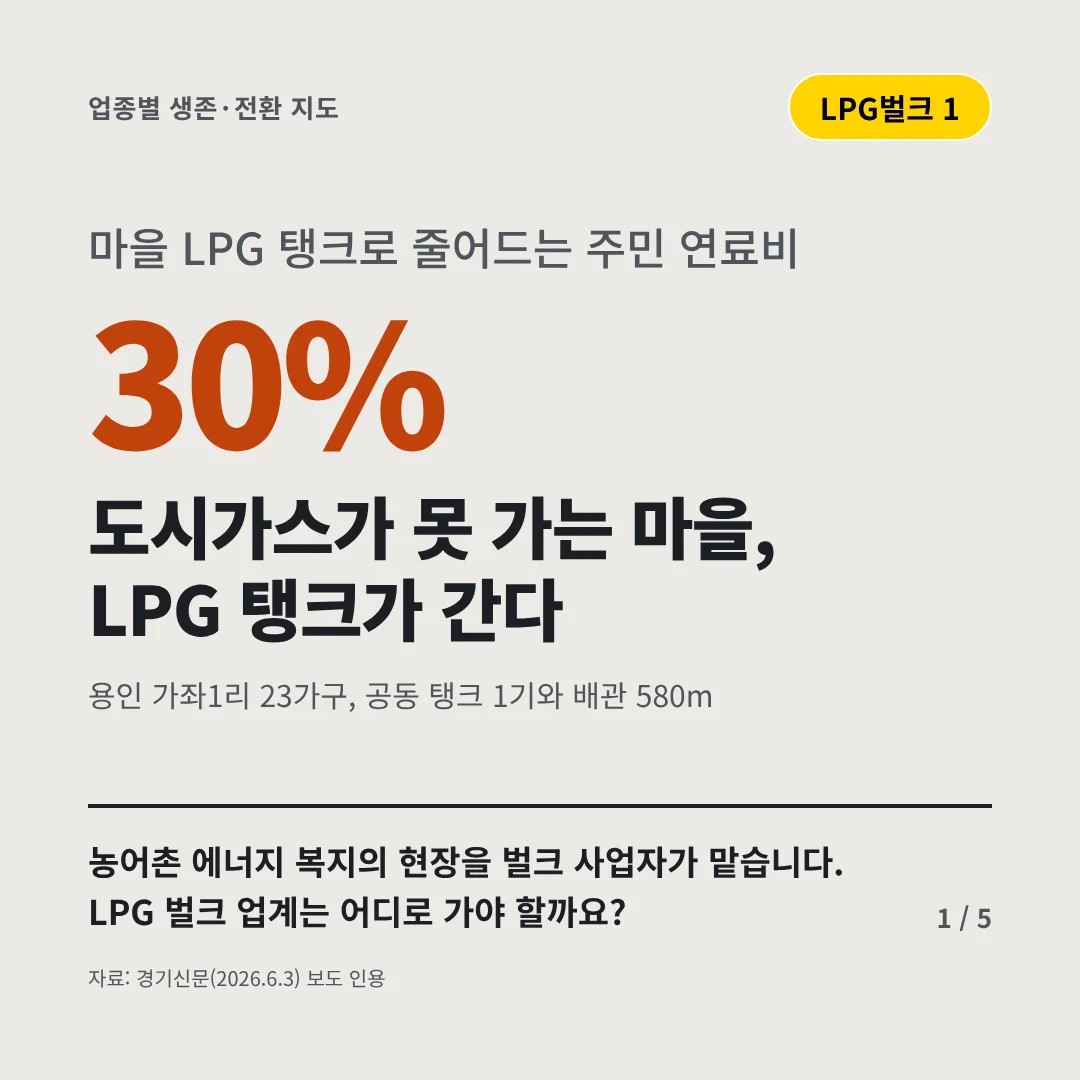 업종별 생존·전환 지도
LPG벌크 1
마을 LPG 탱크로 줄어드는 주민 연료비
30%
도시가스가 못 가는 마을,
LPG 탱크가 간다
용인 가좌1리 23가구, 공동 탱크 1기와 배관 580m
농어촌 에너지 복지의 현장을 벌크 사업자가 맡습니다.
LPG 벌크 업계는 어디로 가야 할까요?
1 / 5
자료: 경기신문(2026.6.3) 보도 인용